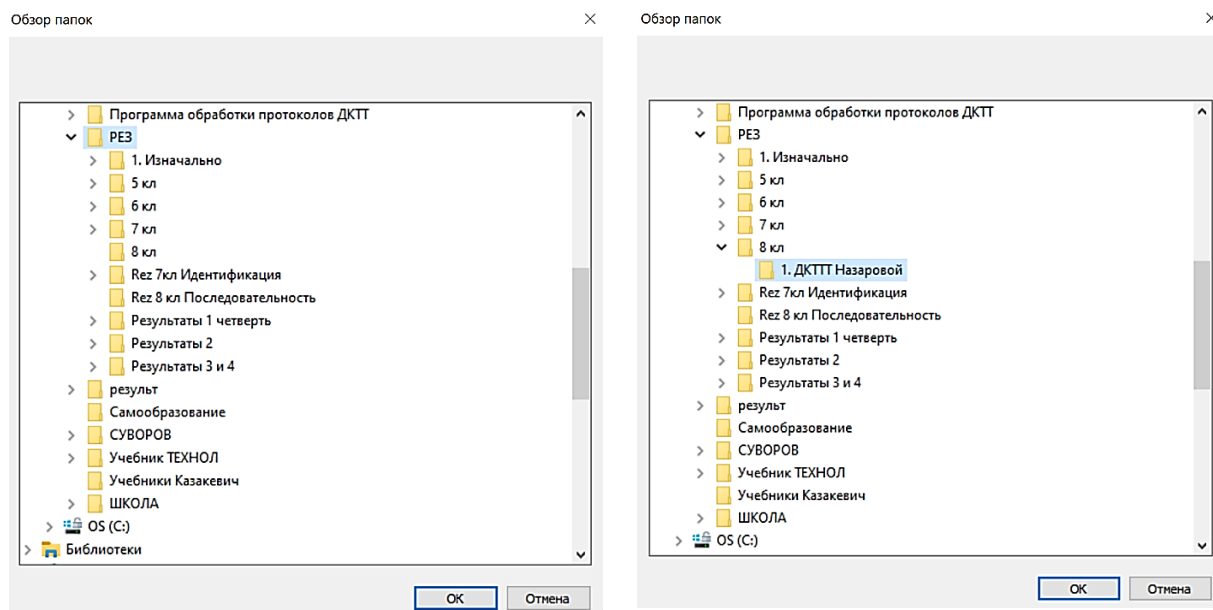 Обзор папок
Программа обработки протоколов ДКТТ
РЕЗ
1. Изначально
5 кл
6 кл
7 кл
8 кл
Rez 7кл Идентификация
Rez 8 кл Последовательность
Результаты 1 четверть
Результаты 2
Результаты 3 и 4
результ
Самообразование
СУВОРОВ
Учебник ТЕХНОЛ
Учебники Казакевич
ШКОЛА
OS (C:)
Библиотеки
ОК Отмена
Обзор папок
Программа обработки протоколов ДКТТ
РЕЗ
1. Изначально
5 кл
6 кл
7 кл
8 кл
1. ДКТТТ Назаровой
Rez 7кл Идентификация
Rez 8 кл Последовательность
Результаты 1 четверть
Результаты 2
Результаты 3 и 4
результ
Самообразование
СУВОРОВ
Учебник ТЕХНОЛ
Учебники Казакевич
ШКОЛА
OS (C:)
ОК Отмена